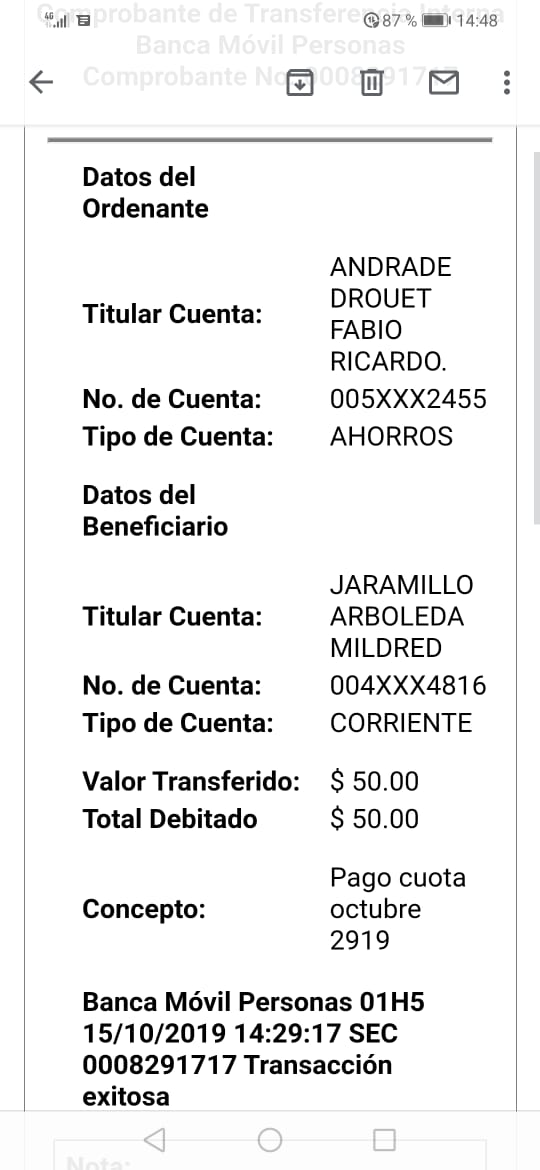 4G 87 % 14:48
Comprobante de Transferencia Interna
Banca Móvil Personas
Comprobante No. 0008291717
Datos del
Ordenante
Titular Cuenta:
ANDRADE
DROUET
FABIO
RICARDO.
No. de Cuenta: 005XXX2455
Tipo de Cuenta: AHORROS
Datos del
Beneficiario
Titular Cuenta:
JARAMILLO
ARBOLEDA
MILDRED
No. de Cuenta: 004XXX4816
Tipo de Cuenta: CORRIENTE
Valor Transferido: $ 50.00
Total Debitado $ 50.00
Concepto:
Pago cuota
octubre
2919
Banca Móvil Personas 01H5
15/10/2019 14:29:17 SEC
0008291717 Transacción
exitosa
Nota: